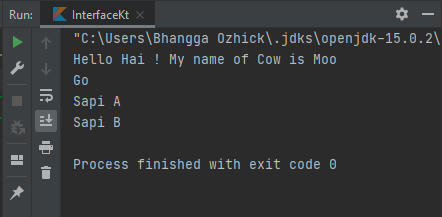 Run: InterfaceKt
"C:\Users\Bhangga Ozhick\.jdks\openjdk-15.0.2\
Hello Hai ! My name of Cow is Moo
Go
Sapi A
Sapi B
Process finished with exit code 0